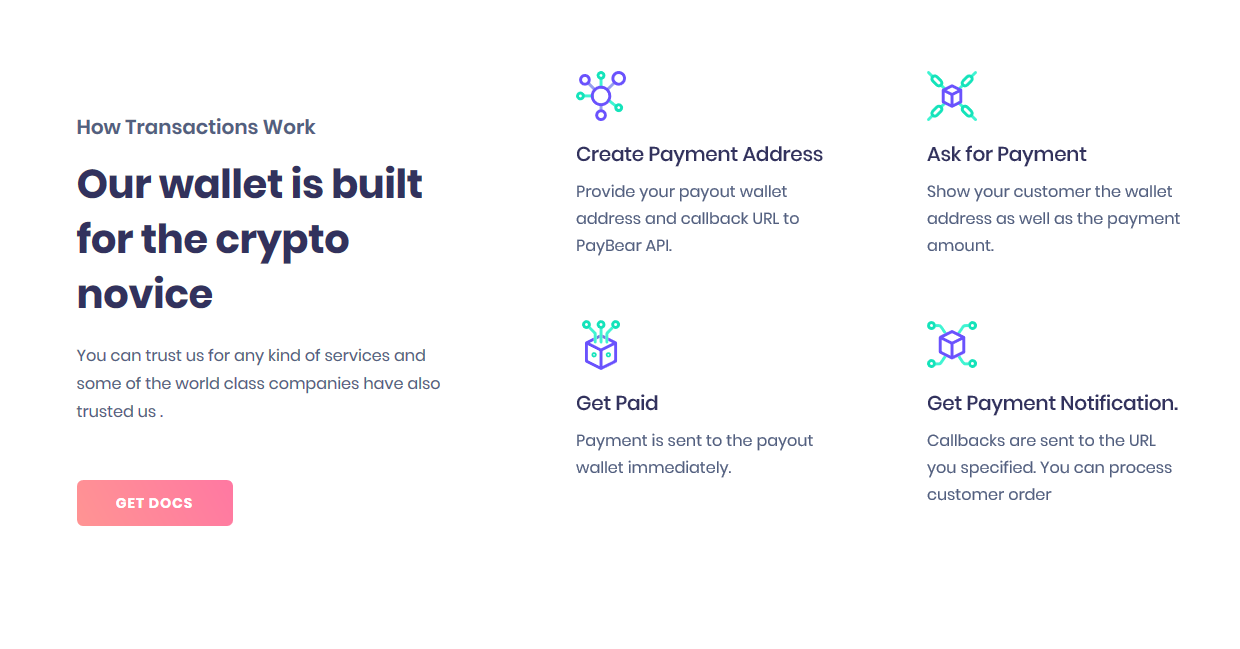 How Transactions Work
Our wallet is built
for the crypto
novice
You can trust us for any kind of services and
some of the world class companies have also
trusted us .
GET DOCS
Create Payment Address
Provide your payout wallet
address and callback URL to
PayBear API.
Ask for Payment
Show your customer the wallet
address as well as the payment
amount.
Get Paid
Payment is sent to the payout
wallet immediately.
Get Payment Notification.
Callbacks are sent to the URL
you specified. You can process
customer order